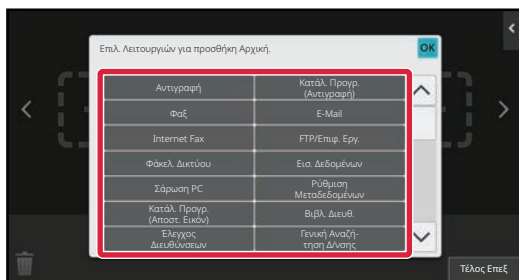 Επιλ. Λειτουργιών για προσθήκη Αρχική.
OK
Αντιγραφή
Κατάλ. Προγρ.
(Αντιγραφή)
Φαξ
E-Mail
Internet Fax
FTP/Επιφ. Εργ.
Φάκελ. Δικτύου
Εισ. Δεδομένων
Σάρωση PC
Ρύθμιση
Μεταδεδομένων
Κατάλ. Προγρ.
(Αποστ. Εικόν)
Βιβλ. Διευθ.
Έλεγχος
Διευθύνσεων
Γενική Αναζή-
τηση Δ/νσης
Τέλος Επεξ